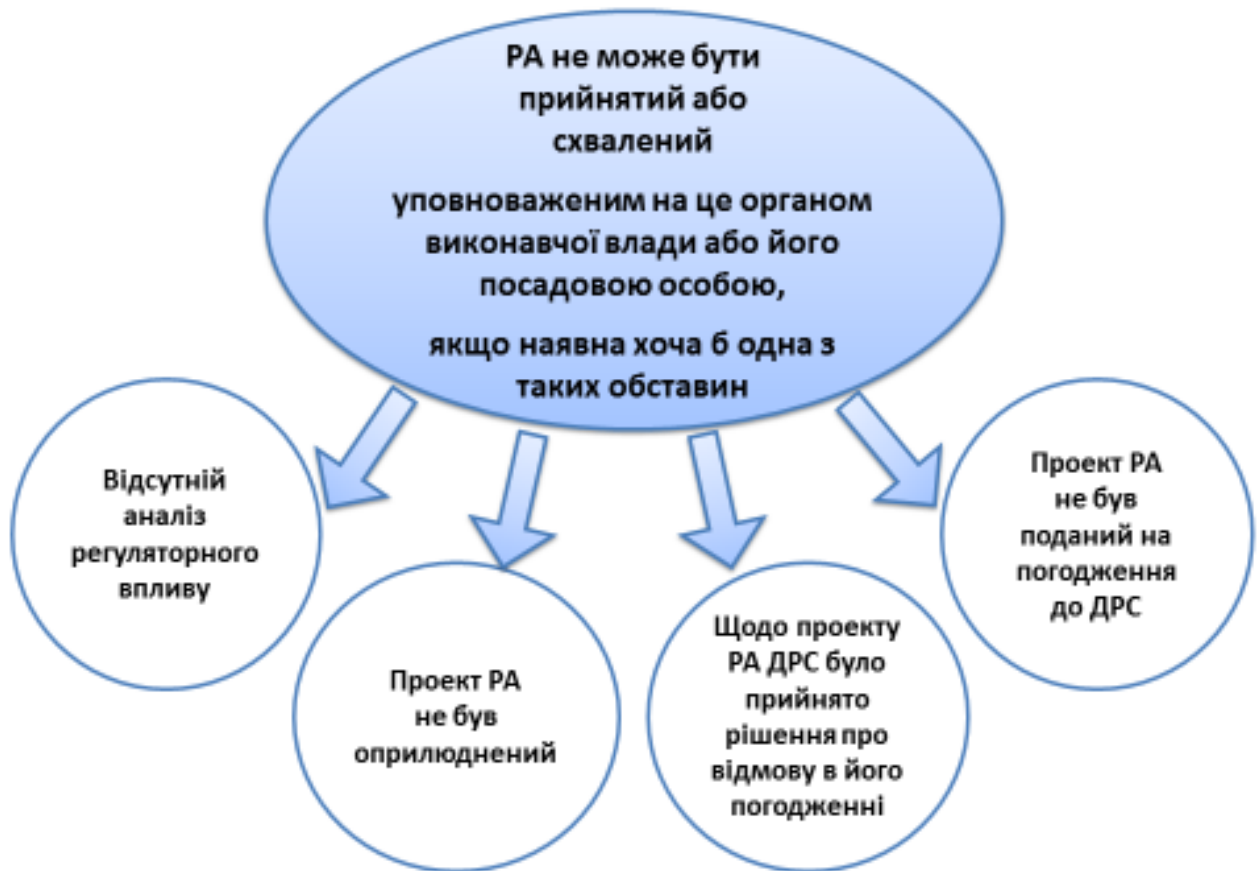 РА не може бути
прийнятий або
схвалений
уповноваженим на це органом
виконавчої влади або його
посадовою особою,
якщо наявна хоча б одна з
таких обставин
Відсутній
аналіз
регуляторного
впливу
Проект РА
не був
оприлюднений
Щодо проекту
РА ДРС було
прийнято
рішення про
відмову в його
погодженні
Проект РА
не був
поданий на
погодження
до ДРС